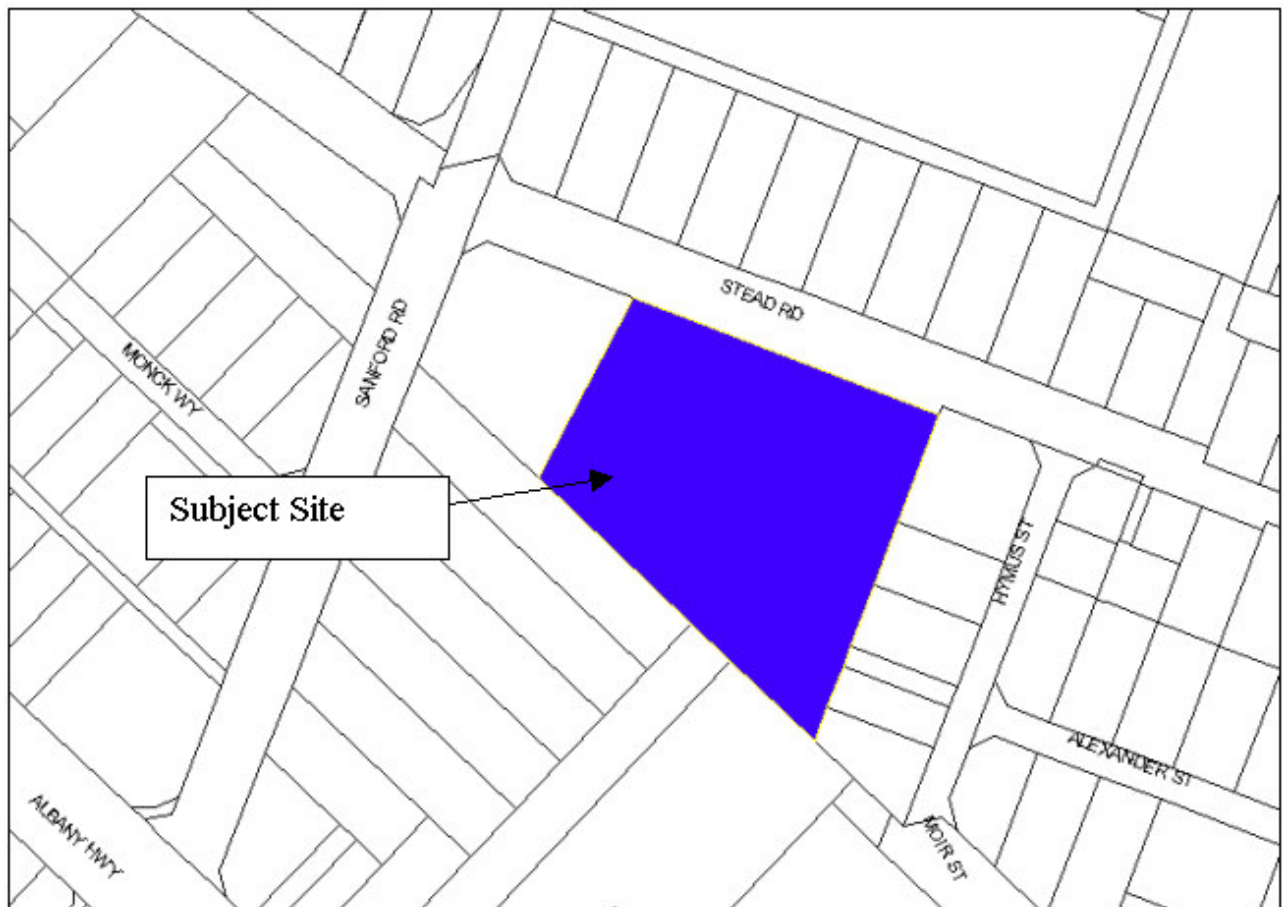 STEAD RD
SANFORD RD
MONCK WY
Subject Site
HYMUS ST
ALEXANDER ST
ALBANY HWY
MOIR ST